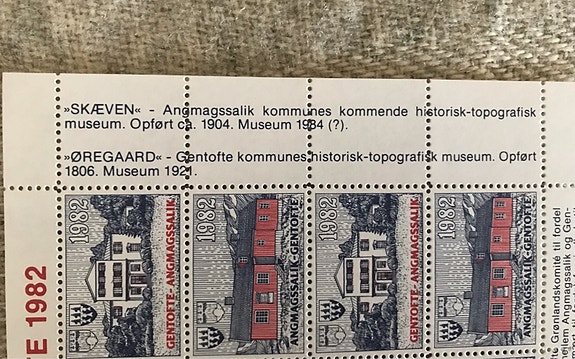 »SKÆVEN« - Angmagssalik kommunes kommende historisk-topografisk
museum. Opført ca. 1904. Museum 1984 (?).
»ØREGAARD« - Gentofte kommunes historisk-topografisk museum. Opført
1806. Museum 1921.
1982
GENTOFTE-ANGMAGSSALIK
1982
ANGMAGSSALIK-GENTOFTE
1982
GENTOFTE-ANGMAGSSALIK
1982
ANGMAGSSALIK-GENTOFTE
E 1982
te Grønlandskomité til fordel
filem. Angmagssalik og Gen-